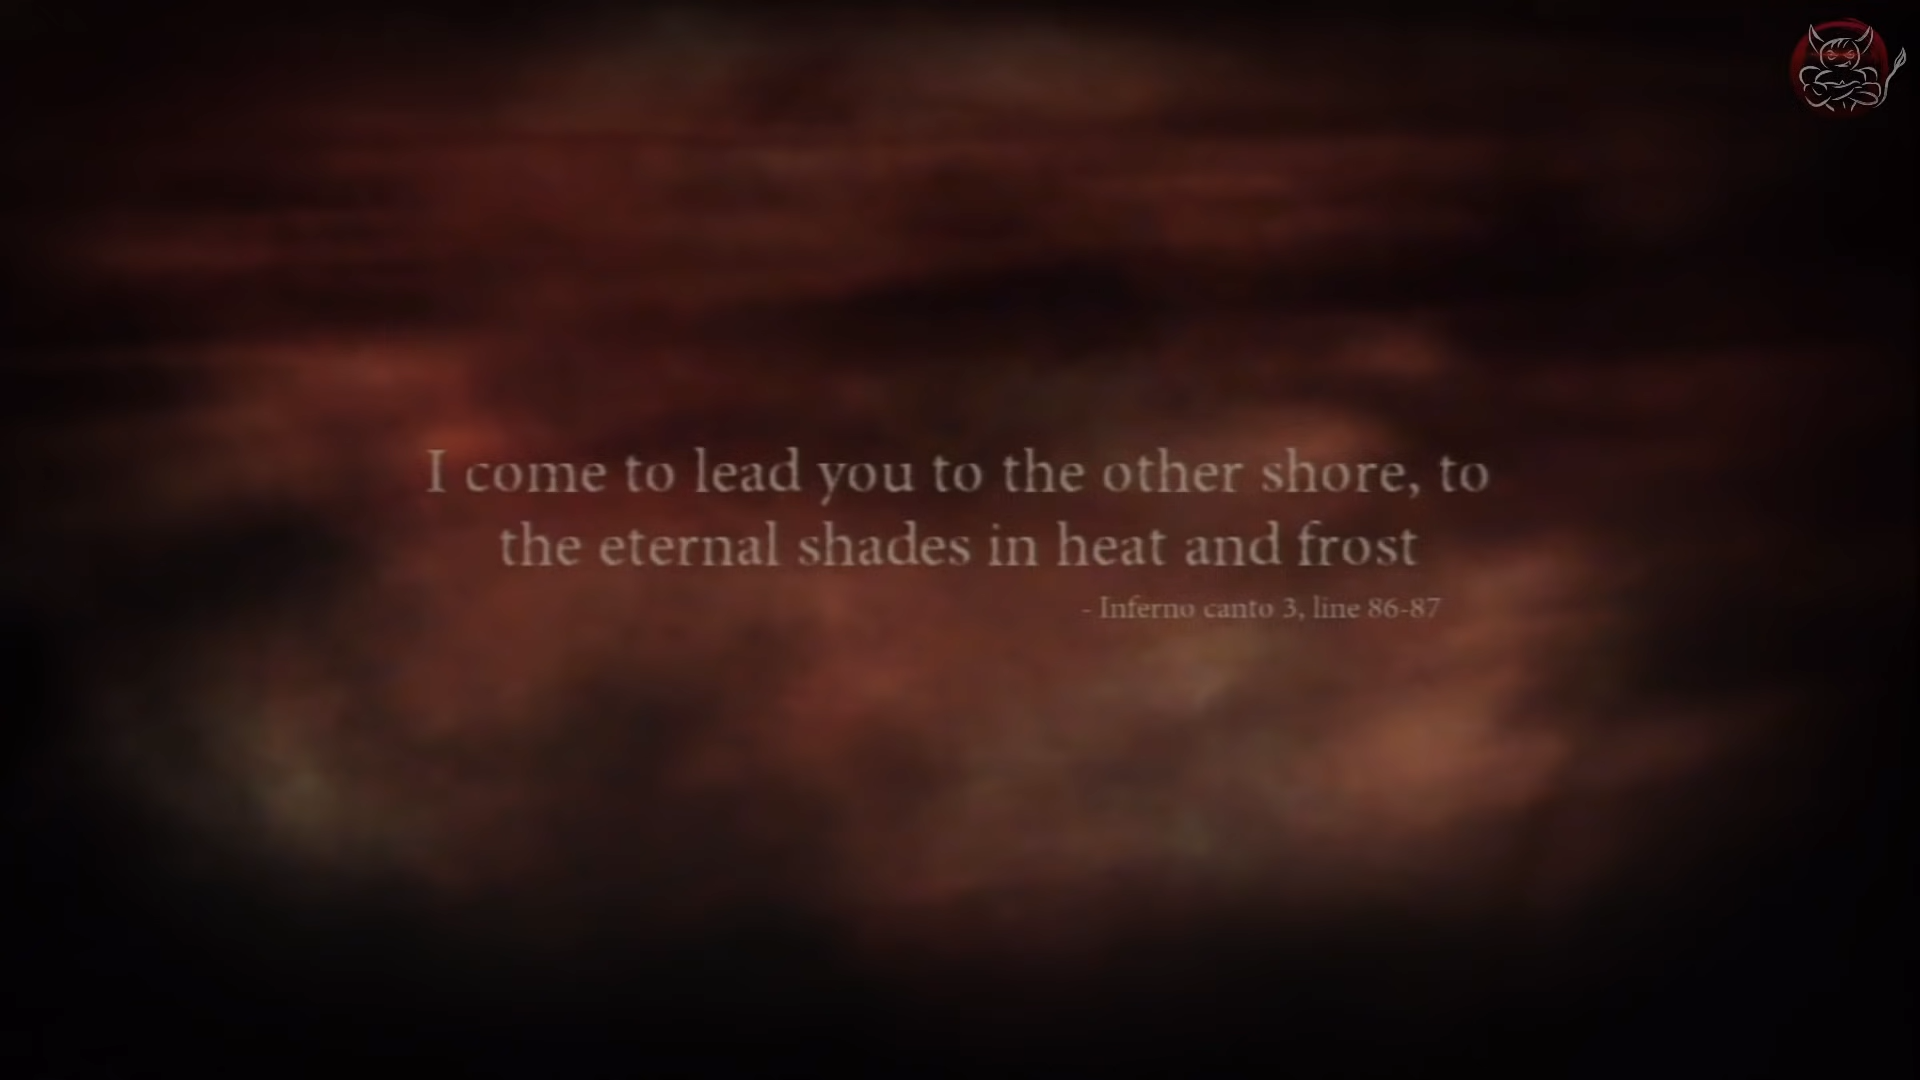 I come to lead you to the other shore, to
the eternal shades in heat and frost
- Inferno canto 3, line 86-87